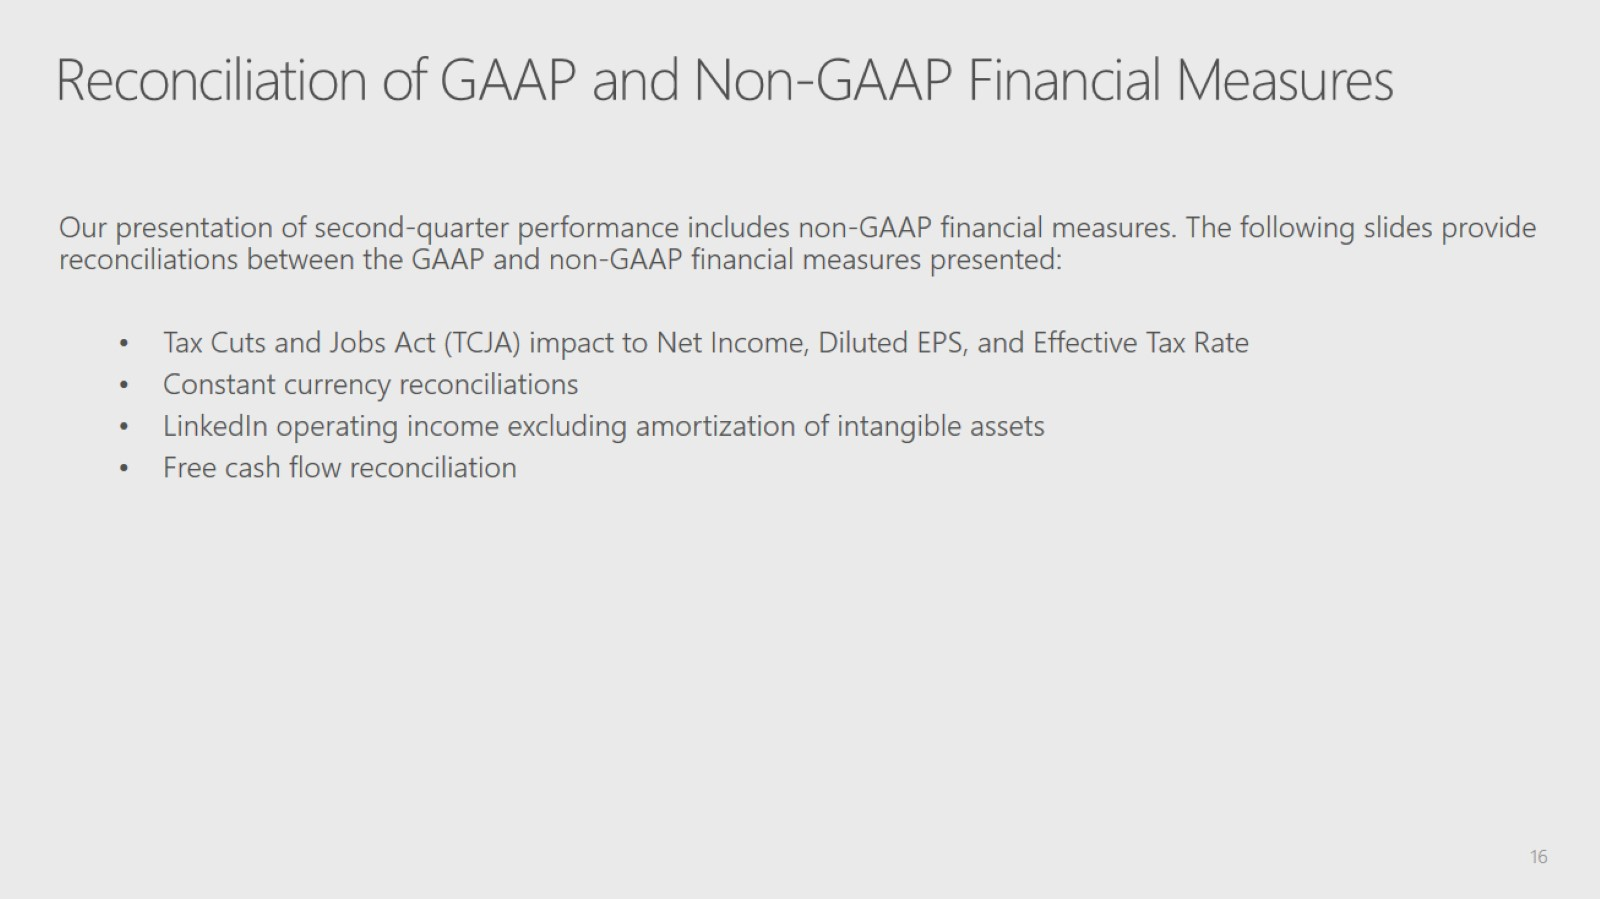 Reconciliation of GAAP and Non-GAAP Financial Measures
Our presentation of second-quarter performance includes non-GAAP financial measures. The following slides provide
reconciliations between the GAAP and non-GAAP financial measures presented:
• Tax Cuts and Jobs Act (TCJA) impact to Net Income, Diluted EPS, and Effective Tax Rate
• Constant currency reconciliations
• LinkedIn operating income excluding amortization of intangible assets
• Free cash flow reconciliation
16